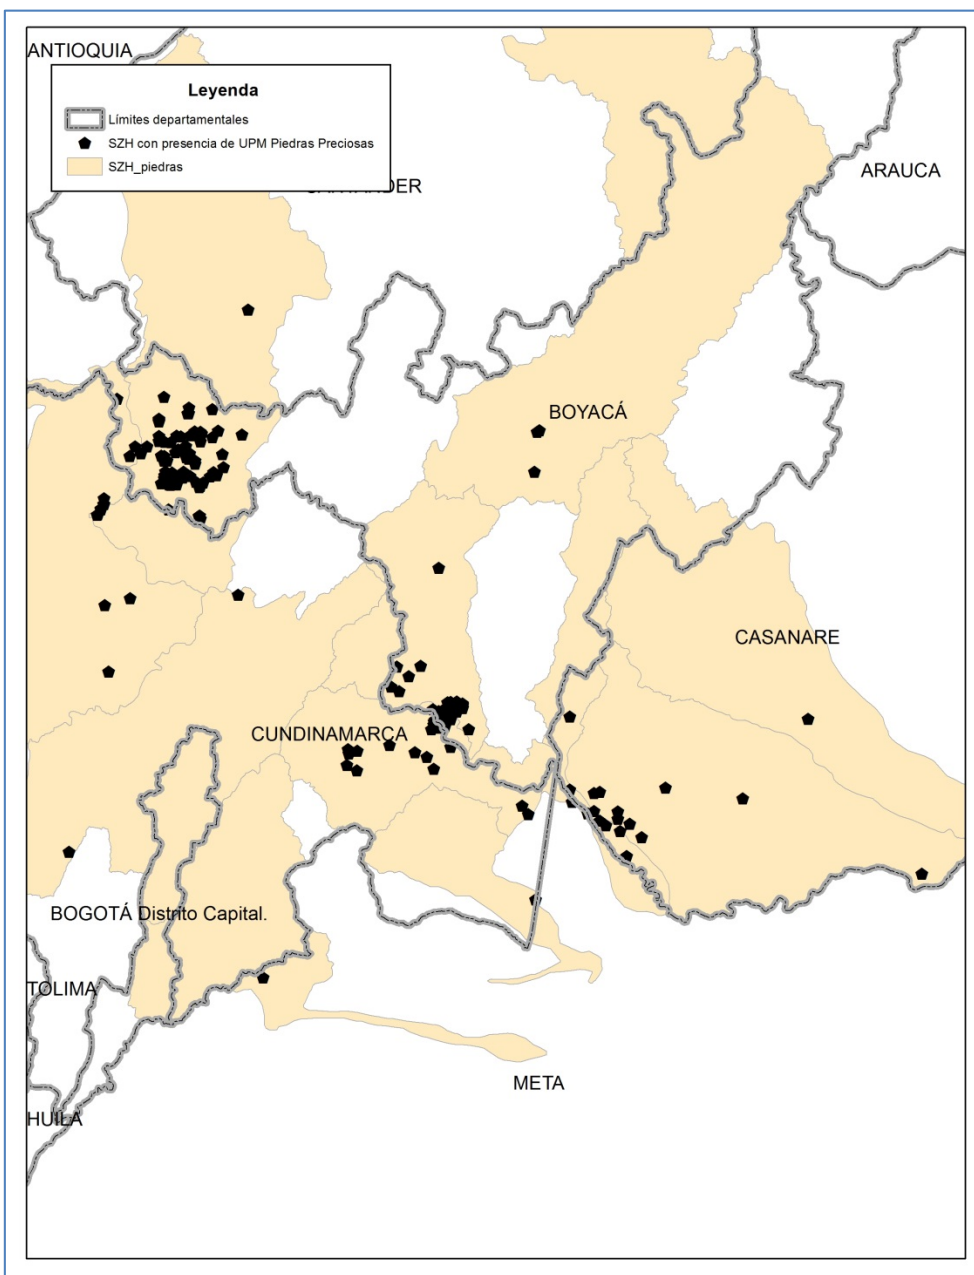 ANTIOQUIA
Leyenda
Límites departamentales
SZH con presencia de UPM Piedras Preciosas
SZH_piedras
SANTANDER
ARAUCA
BOYACÁ
CASANARE
CUNDINAMARCA
BOGOTÁ Distrito Capital.
TOLIMA
META
HUILA